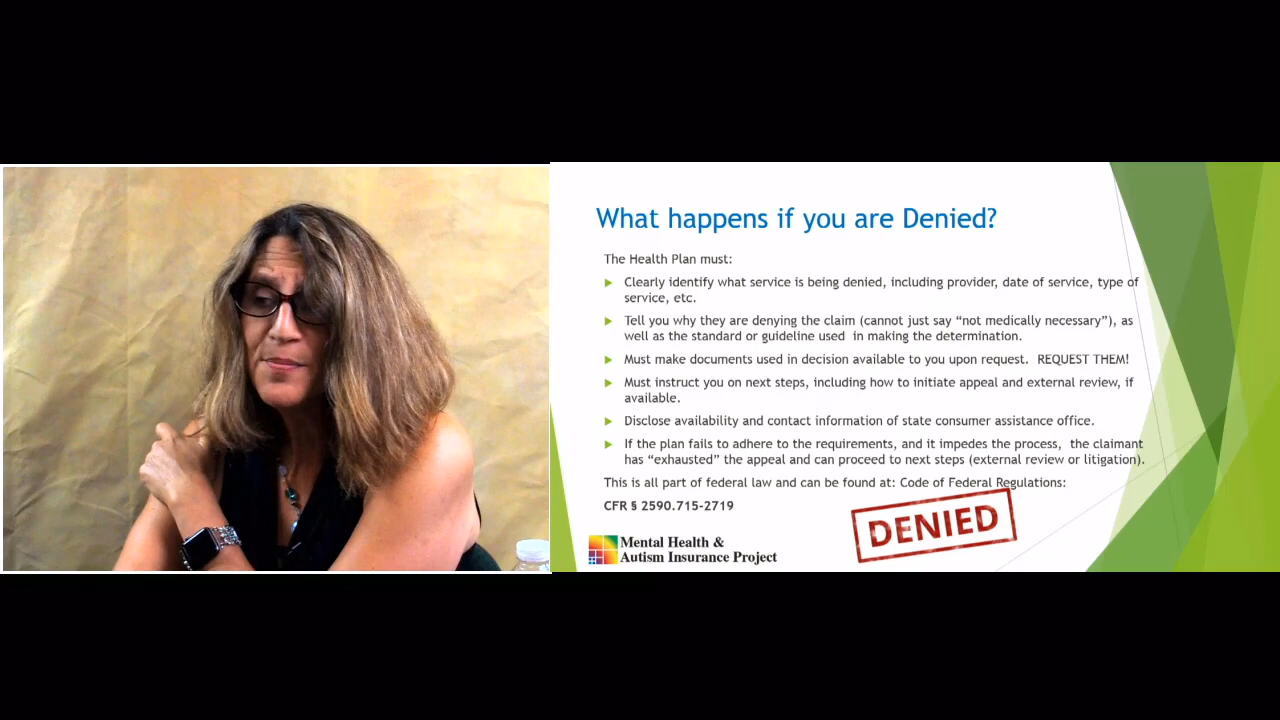 What happens if you are Denied?
The Health Plan must:
Clearly identify what service is being denied, including provider, date of service, type of
service, etc.
Tell you why they are denying the claim (cannot just say “not medically necessary”), as
well as the standard or guideline used  in making the determination.
Must make documents used in decision available to you upon request.  REQUEST THEM!
Must instruct you on next steps, including how to initiate appeal and external review, if
available.
Disclose availability and contact information of state consumer assistance office.
If the plan fails to adhere to the requirements, and it impedes the process,  the claimant
has “exhausted” the appeal and can proceed to next steps (external review or litigation).
This is all part of federal law and can be found at: Code of Federal Regulations:
CFR § 2590.715-2719
DENIED
Mental Health &
Autism Insurance Project